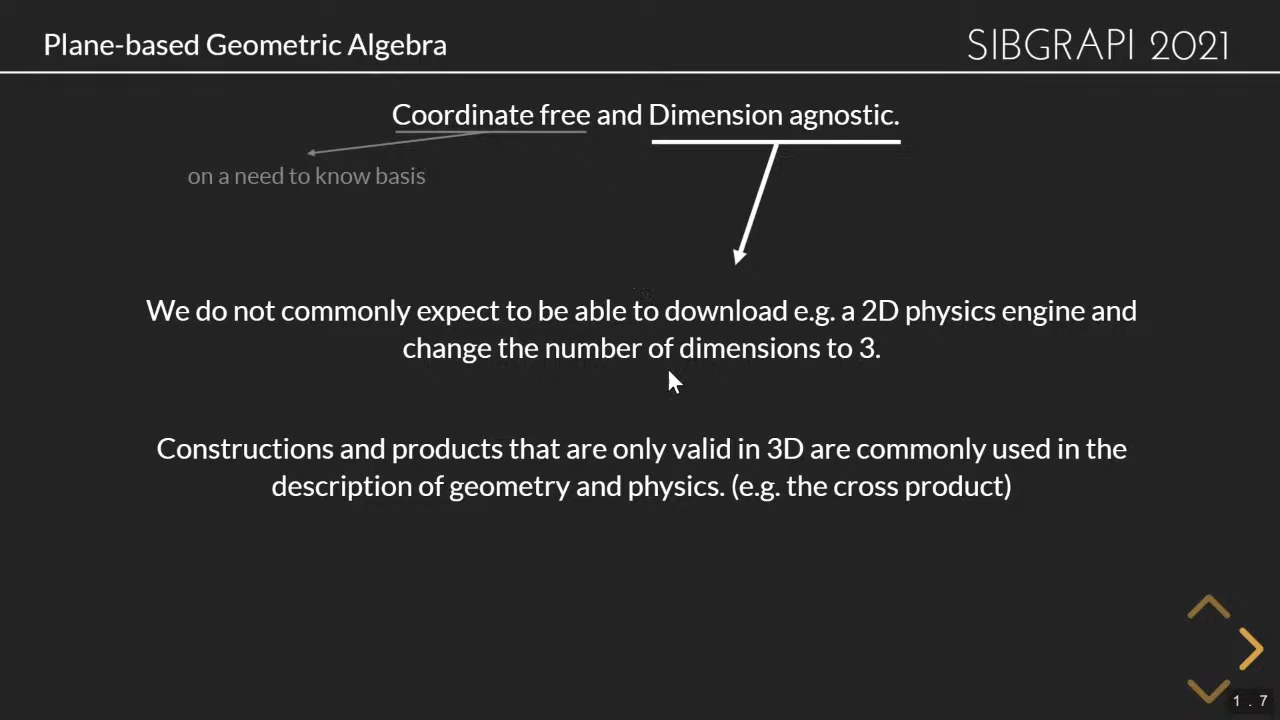 Plane-based Geometric Algebra
SIBGRAPI 2021
Coordinate free and Dimension agnostic.
on a need to know basis
We do not commonly expect to be able to download e.g. a 2D physics engine and
change the number of dimensions to 3.
Constructions and products that are only valid in 3D are commonly used in the
description of geometry and physics. (e.g. the cross product)
1 . 7